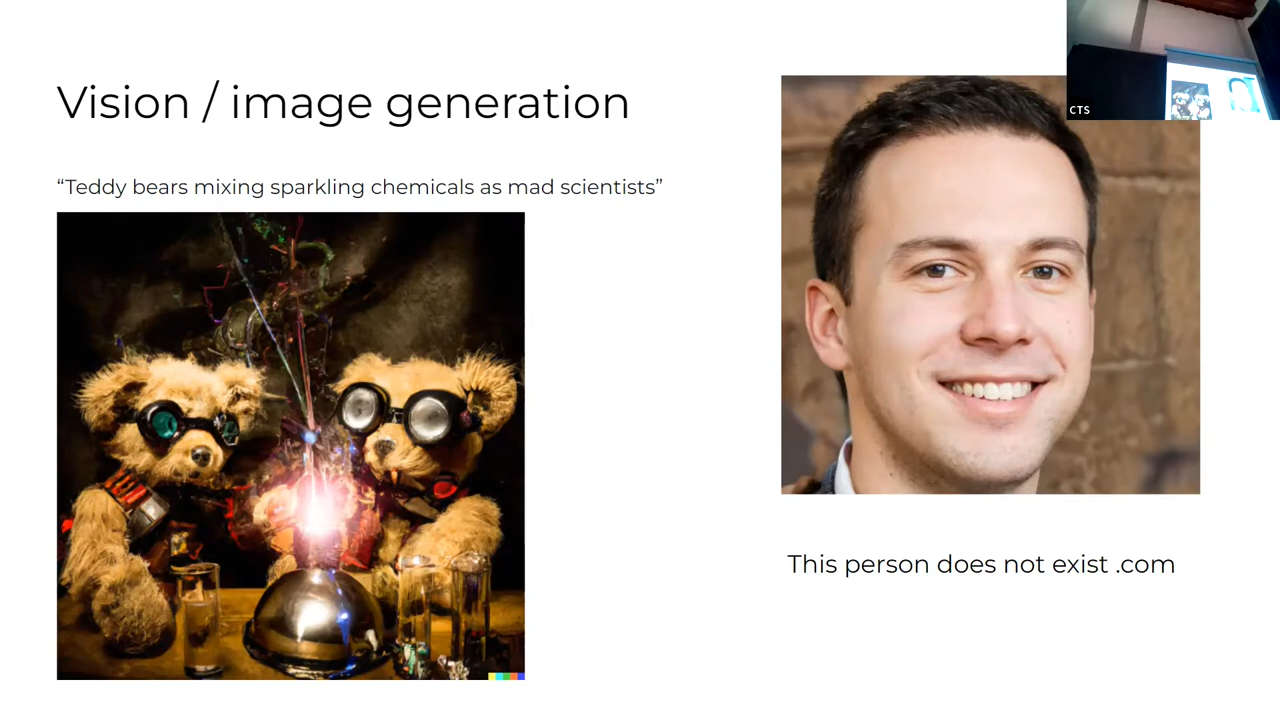 Vision / image generation
“Teddy bears mixing sparkling chemicals as mad scientists”
CTS
This person does not exist .com